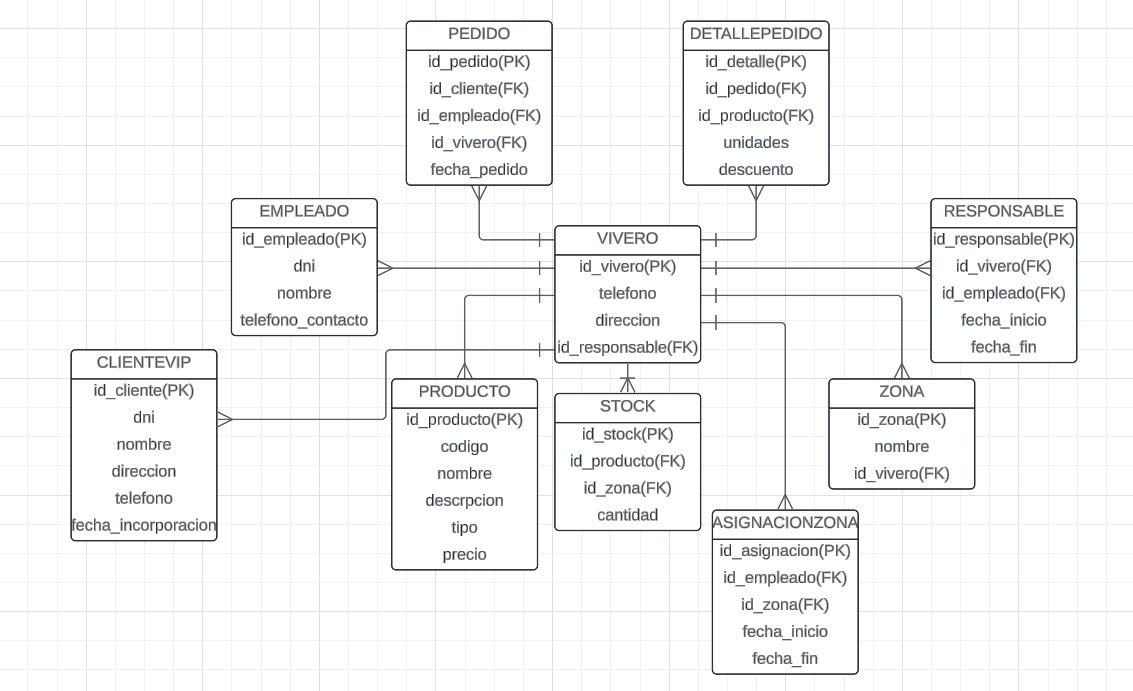 PEDIDO
id_pedido(PK)
id_cliente(FK)
id_empleado(FK)
id_vivero(FK)
fecha_pedido
DETALLEPEDIDO
id_detalle(PK)
id_pedido(FK)
id_producto(FK)
unidades
descuento
EMPLEADO
id_empleado(PK)
dni
nombre
telefono_contacto
VIVERO
id_vivero(PK)
telefono
direccion
id_responsable(FK)
RESPONSABLE
id_responsable(PK)
id_vivero(FK)
id_empleado(FK)
fecha_inicio
fecha_fin
CLIENTEVIP
id_cliente(PK)
dni
nombre
direccion
telefono
fecha_incorporacion
PRODUCTO
id_producto(PK)
codigo
nombre
descrpcion
tipo
precio
STOCK
id_stock(PK)
id_producto(FK)
id_zona(FK)
cantidad
ZONA
id_zona(PK)
nombre
id_vivero(FK)
ASIGNACIONZONA
id_asignacion(PK)
id_empleado(FK)
id_zona(FK)
fecha_inicio
fecha_fin